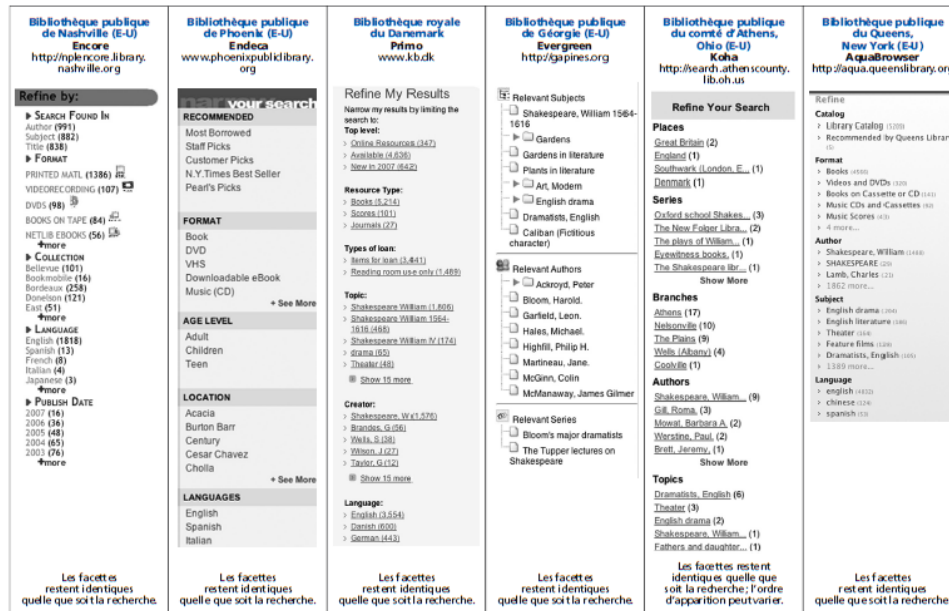 Bibliothèque publique
de Nashville (E-U)
Encore
http://nplencore.library.
nashville.org
Refine by:
SEARCH FOUND IN
Author (991)
Subject (882)
Title (838)
FORMAT
PRINTED MATL (1386)
VIDEORECORDING (107)
DVDS (98)
BOOKS ON TAPE (84)
NETLIB EBOOKS (56)
+more
COLLECTION
Bellevue (101)
Bookmobile (16)
Bordeaux (258)
Donelson (121)
East (51)
+more
LANGUAGE
English (1818)
Spanish (13)
French (8)
Italian (4)
Japanese (3)
+more
PUBLISH DATE
2007 (16)
2006 (36)
2005 (48)
2004 (65)
2003 (76)
+more
Les facettes
restent identiques
quelle que soit la recherche.
Bibliothèque publique
de Phoenix (E-U)
Endeca
www.phoenixpubliclibrary.
org
nar your search
RECOMMENDED
Most Borrowed
Staff Picks
Customer Picks
N.Y.Times Best Seller
Pearl's Picks
FORMAT
Book
DVD
VHS
Downloadable eBook
Music (CD)
+ See More
AGE LEVEL
Adult
Children
Teen
LOCATION
Acacia
Burton Barr
Century
Cesar Chavez
Cholla
+ See More
LANGUAGES
English
Spanish
Italian
Les facettes
restent identiques
quelle que soit la recherche.
Bibliothèque royale
du Danemark
Primo
www.kb.dk
Refine My Results
Narrow my results by limiting the
search to:
Top level:
Online Resources (347)
Available (4,636)
New in 2007 (642)
Resource Type:
Books (5,214)
Scores (101)
Journals (27)
Types of loan:
Items for loan (3,441)
Reading room use only (1,489)
Topic:
Shakespeare William (1,806)
Shakespeare William 1564-
1616 (468)
Shakespeare William IV (174)
drama (65)
Theater (48)
Show 15 more
Creator:
Shakespeare, W (1,576)
Brandes, G (56)
Wells, S (38)
Wilson, J (27)
Taylor, G (12)
Show 15 more
Language:
English (3,554)
Danish (600)
German (443)
Les facettes
restent identiques
quelle que soit la recherche.
Bibliothèque publique
de Géorgie (E-U)
Evergreen
http://gapines.org
Relevant Subjects
Shakespeare, William 1564-
1616
Gardens
Gardens in literature
Plants in literature
Art, Modern
English drama
Dramatists, English
Caliban (Fictitious
character)
Relevant Authors
Ackroyd, Peter
Bloom, Harold.
Garfield, Leon.
Hales, Michael.
Highfill, Philip H.
Martineau, Jane.
McGinn, Colin
McManaway, James Gilmer
Relevant Series
Bloom's major dramatists
The Tupper lectures on
Shakespeare
Les facettes
restent identiques
quelle que soit la recherche.
Bibliothèque publique
du comté d'Athens,
Ohio (E-U)
Koha
http://search.athenscounty.
lib.oh.us
Refine Your Search
Places
Great Britain (2)
England (1)
Southwark (London, E... (1)
Denmark (1)
Series
Oxford school Shakes... (3)
The New Folger Libra... (2)
The plays of William... (1)
Eyewitness books. (1)
The Shakespeare libr... (1)
Show More
Branches
Athens (17)
Nelsonville (10)
The Plains (9)
Wells (Albany) (4)
Coolville (1)
Authors
Shakespeare, William... (9)
Gill, Roma. (3)
Mowat, Barbara A. (2)
Werstine, Paul. (2)
Brett, Jeremy, (1)
Show More
Topics
Dramatists, English (6)
Theater (3)
English drama (2)
Shakespeare, William... (1)
Fathers and daughter... (1)
Les facettes restent
identiques quelle que
soit la recherche; l'ordre
d'apparition peut varier.
Bibliothèque publique
du Queens,
New York (E-U)
AquaBrowser
http://aqua.queenslibrary.org
Refine
Catalog
Library Catalog
Recommended by Queens Library
(5)
Format
Books
Videos and DVDs
Books on Cassette or CD
Music CDs and Cassettes
Music Scores
4 more...
Author
Shakespeare, William
SHAKESPEARE
Lamb, Charles
1862 more...
Subject
English drama
English literature
Theater
Feature films
Dramatists, English
1389 more...
Language
english
chinese
spanish
Les facettes
restent identiques
quelle que soit la recherche.